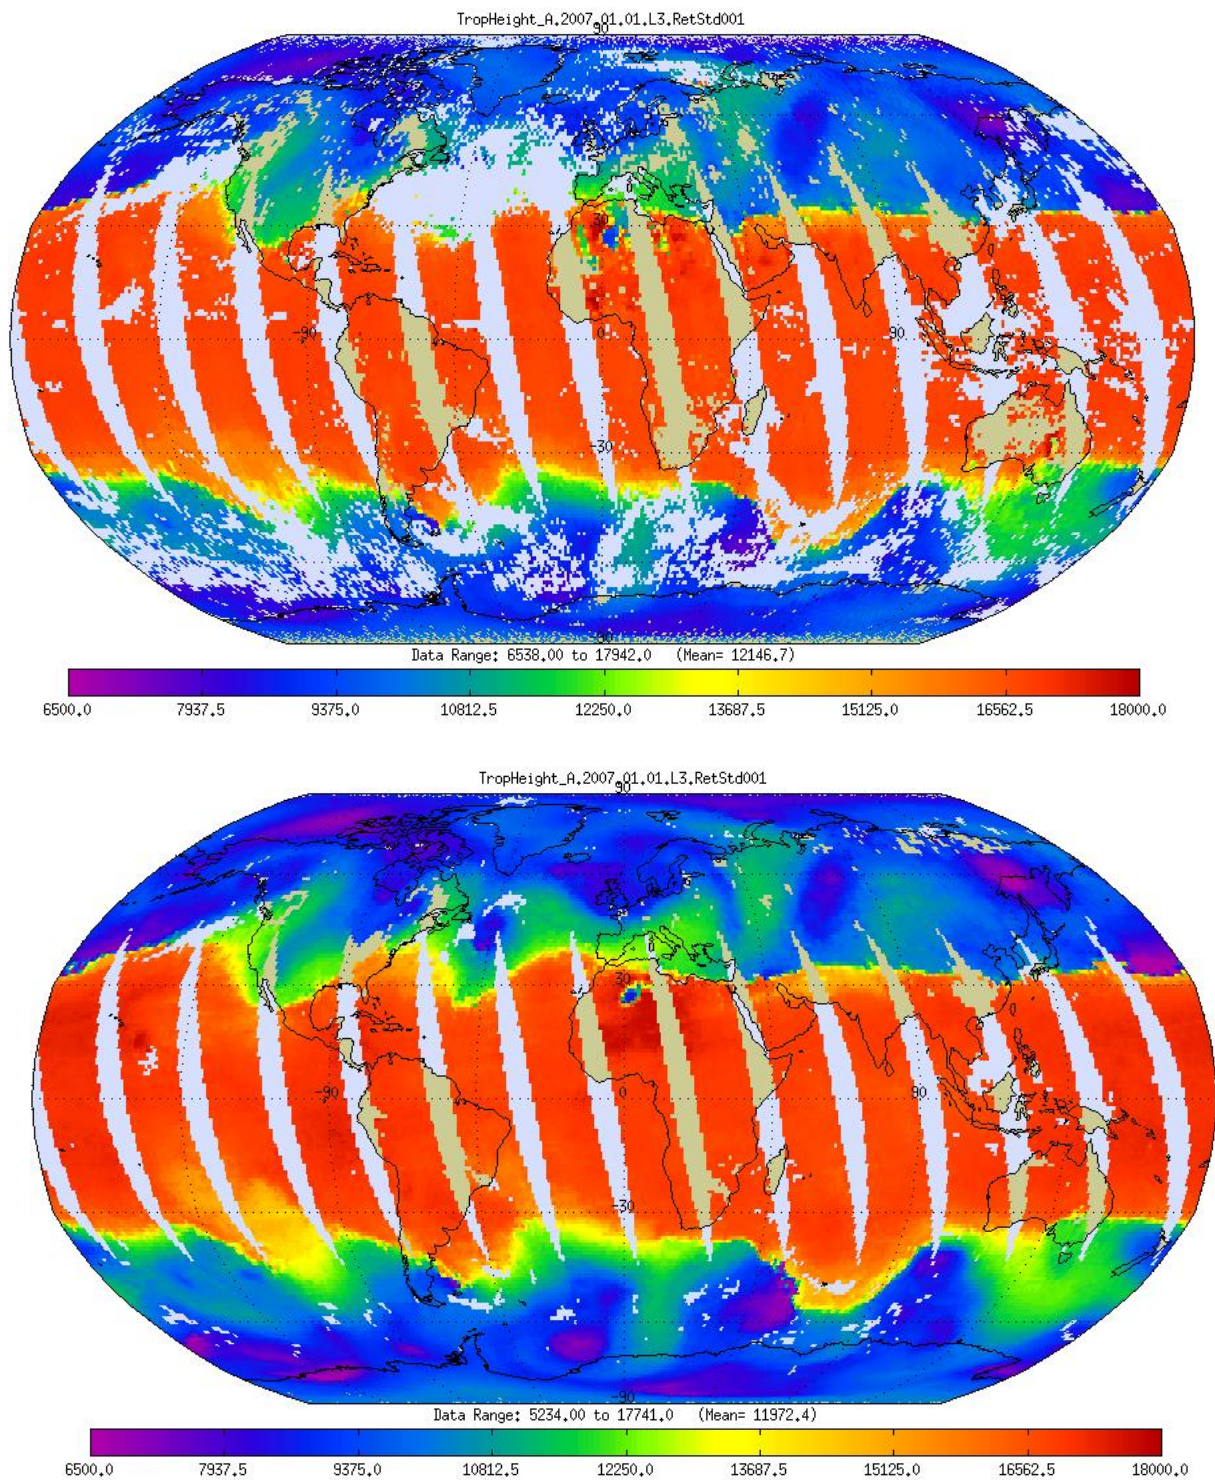 TropHeight_A.2007.01.01.L3.RetStd001
90
30
-90
0
90
-30
-90
Data Range: 6538.00 to 17942.0 (Mean= 12146.7)
6500.0 7937.5 9375.0 10812.5 12250.0 13687.5 15125.0 16562.5 18000.0
TropHeight_A.2007.01.01.L3.RetStd001
90
30
-90
0
90
-30
-90
Data Range: 5234.00 to 17741.0 (Mean= 11972.4)
6500.0 7937.5 9375.0 10812.5 12250.0 13687.5 15125.0 16562.5 18000.0